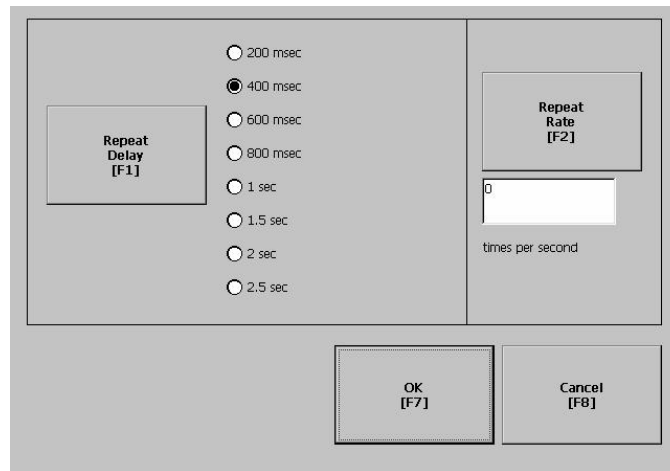 Repeat
Delay
[F1]
200 msec
400 msec
600 msec
800 msec
1 sec
1.5 sec
2 sec
2.5 sec
Repeat
Rate
[F2]
0
times per second
OK
[F7]
Cancel
[F8]